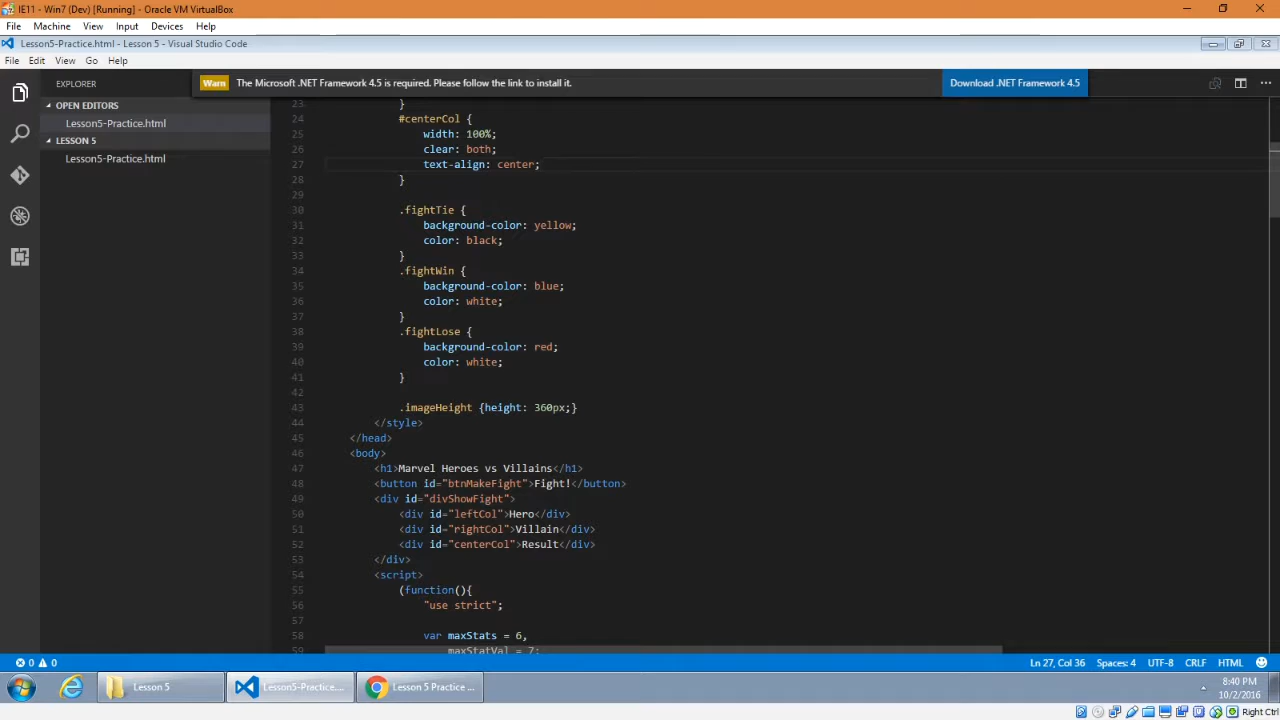 IE11 - Win7 (Dev) [Running] - Oracle VM VirtualBox
File Machine View Input Devices Help
Lesson5-Practice.html - Lesson 5 - Visual Studio Code
File Edit View Go Help
EXPLORER
Warn The Microsoft .NET Framework 4.5 is required. Please follow the link to install it. Download .NET Framework 4.5
OPEN EDITORS
Lesson5-Practice.html
LESSON 5
Lesson5-Practice.html
23 }
24 #centerCol {
25 width: 100%;
26 clear: both;
27 text-align: center;
28 }
29
30 .fightTie {
31 background-color: yellow;
32 color: black;
33 }
34 .fightWin {
35 background-color: blue;
36 color: white;
37 }
38 .fightLose {
39 background-color: red;
40 color: white;
41 }
42
43 .imageHeight {height: 360px;}
44 </style>
45 </head>
46 <body>
47 <h1>Marvel Heroes vs Villains</h1>
48 <button id="btnMakeFight">Fight!</button>
49 <div id="divShowFight">
50 <div id="leftCol">Hero</div>
51 <div id="rightCol">Villain</div>
52 <div id="centerCol">Result</div>
53 </div>
54 <script>
55 (function(){
56 "use strict";
57
58 var maxStats = 6,
59 maxStatVal = 7;
0 0 Ln 27, Col 36 Spaces: 4 UTF-8 CRLF HTML
Lesson 5 Lesson5-Practice.... Lesson 5 Practice ... 8:40 PM
10/2/2016
Right Ctrl